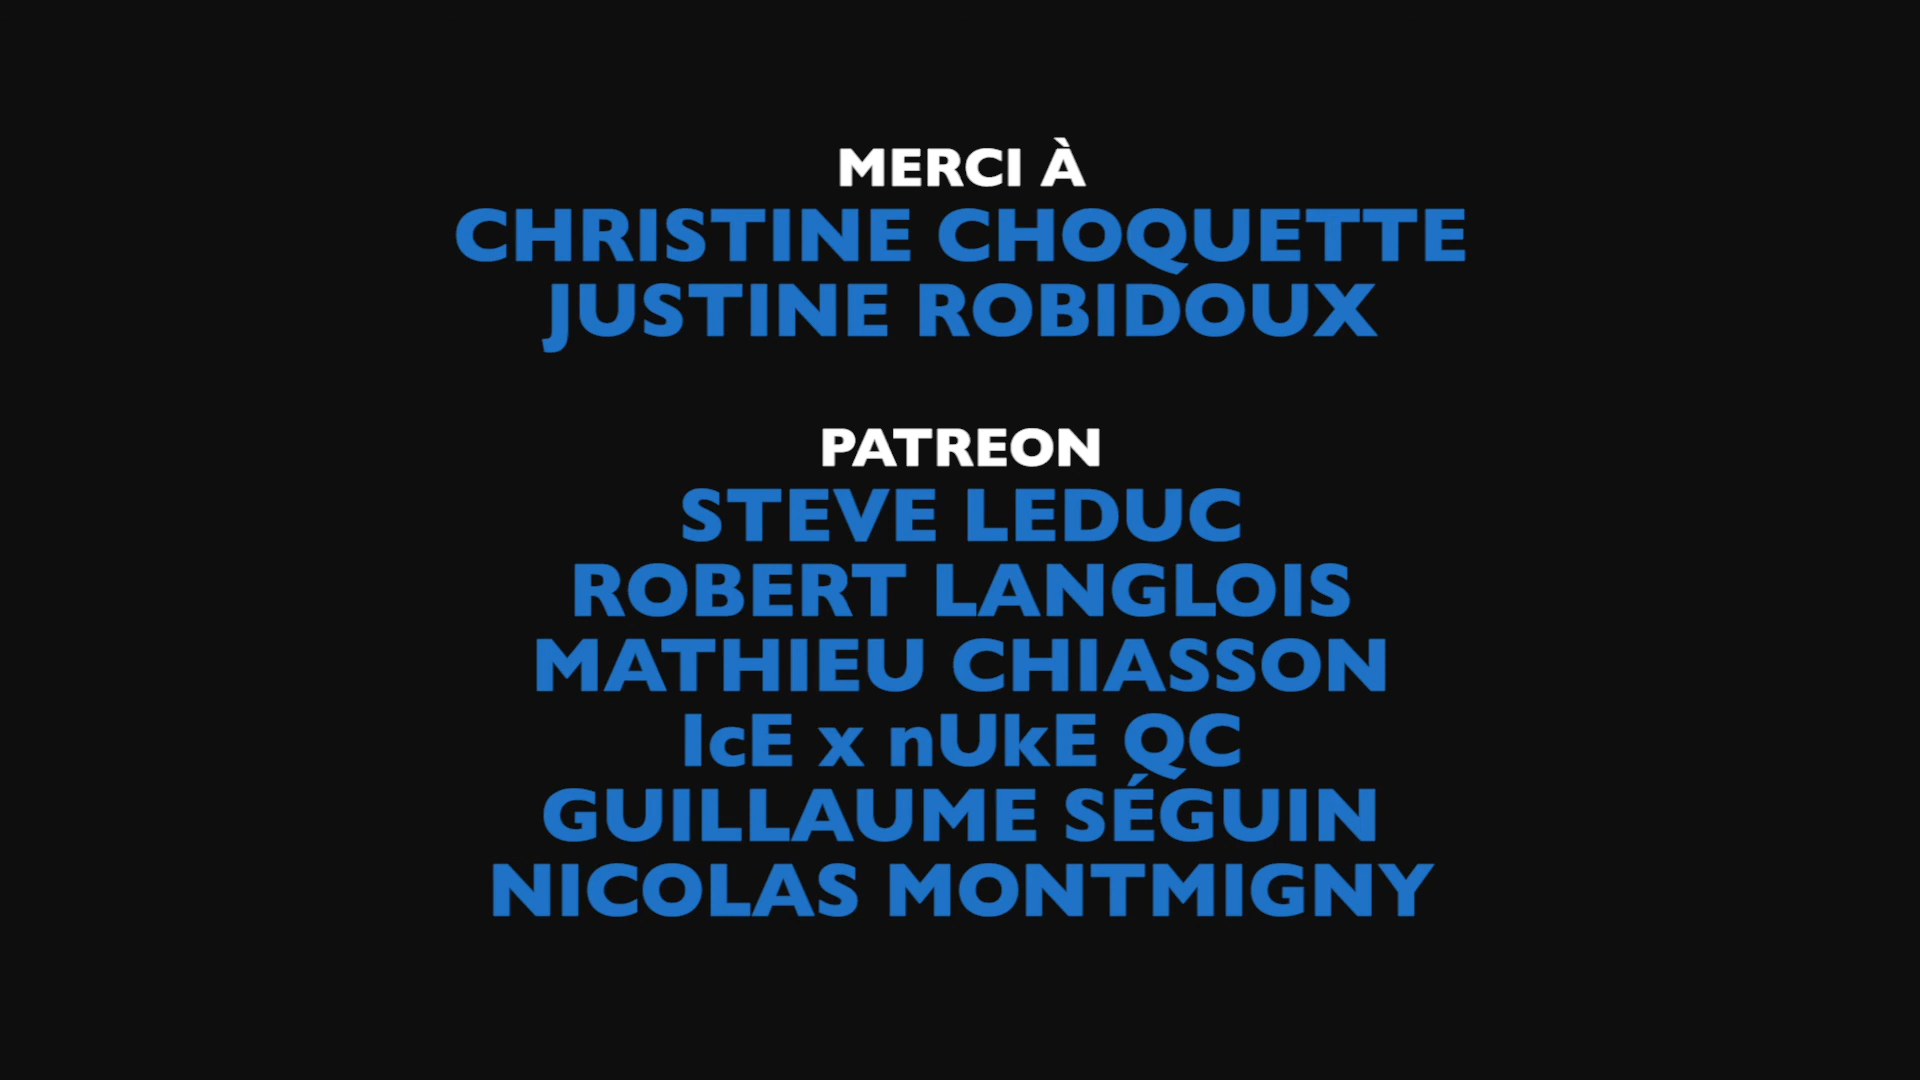 MERCI À
CHRISTINE CHOQUETTE
JUSTINE ROBIDOUX
PATREON
STEVE LEDUC
ROBERT LANGLOIS
MATHIEU CHIASSON
IcE x nUkE QC
GUILLAUME SÉGUIN
NICOLAS MONTMIGNY